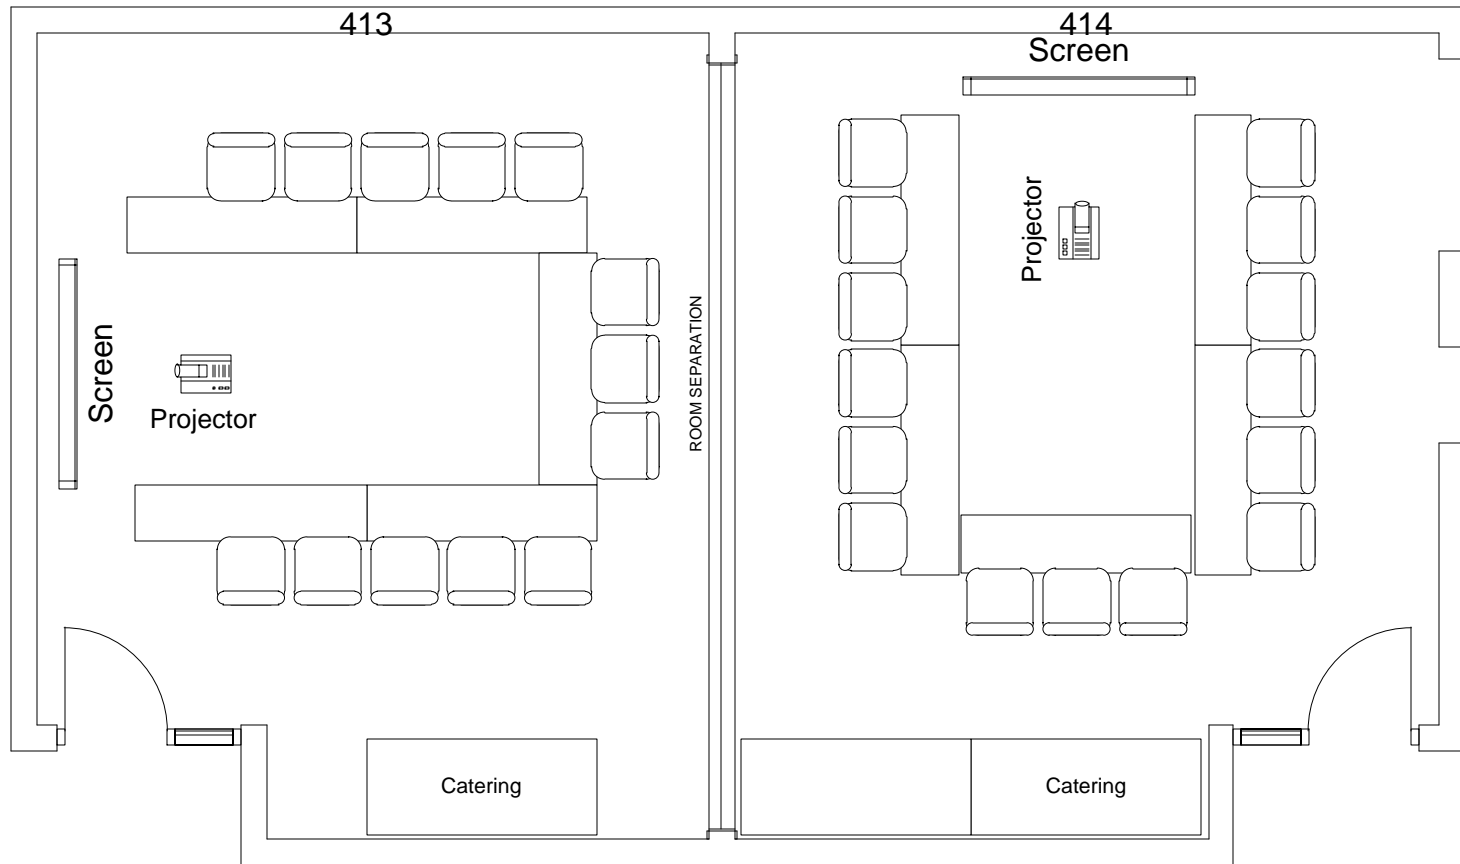 413
414
Screen
Projector
Screen
Projector
ROOM SEPARATION
Catering
Catering